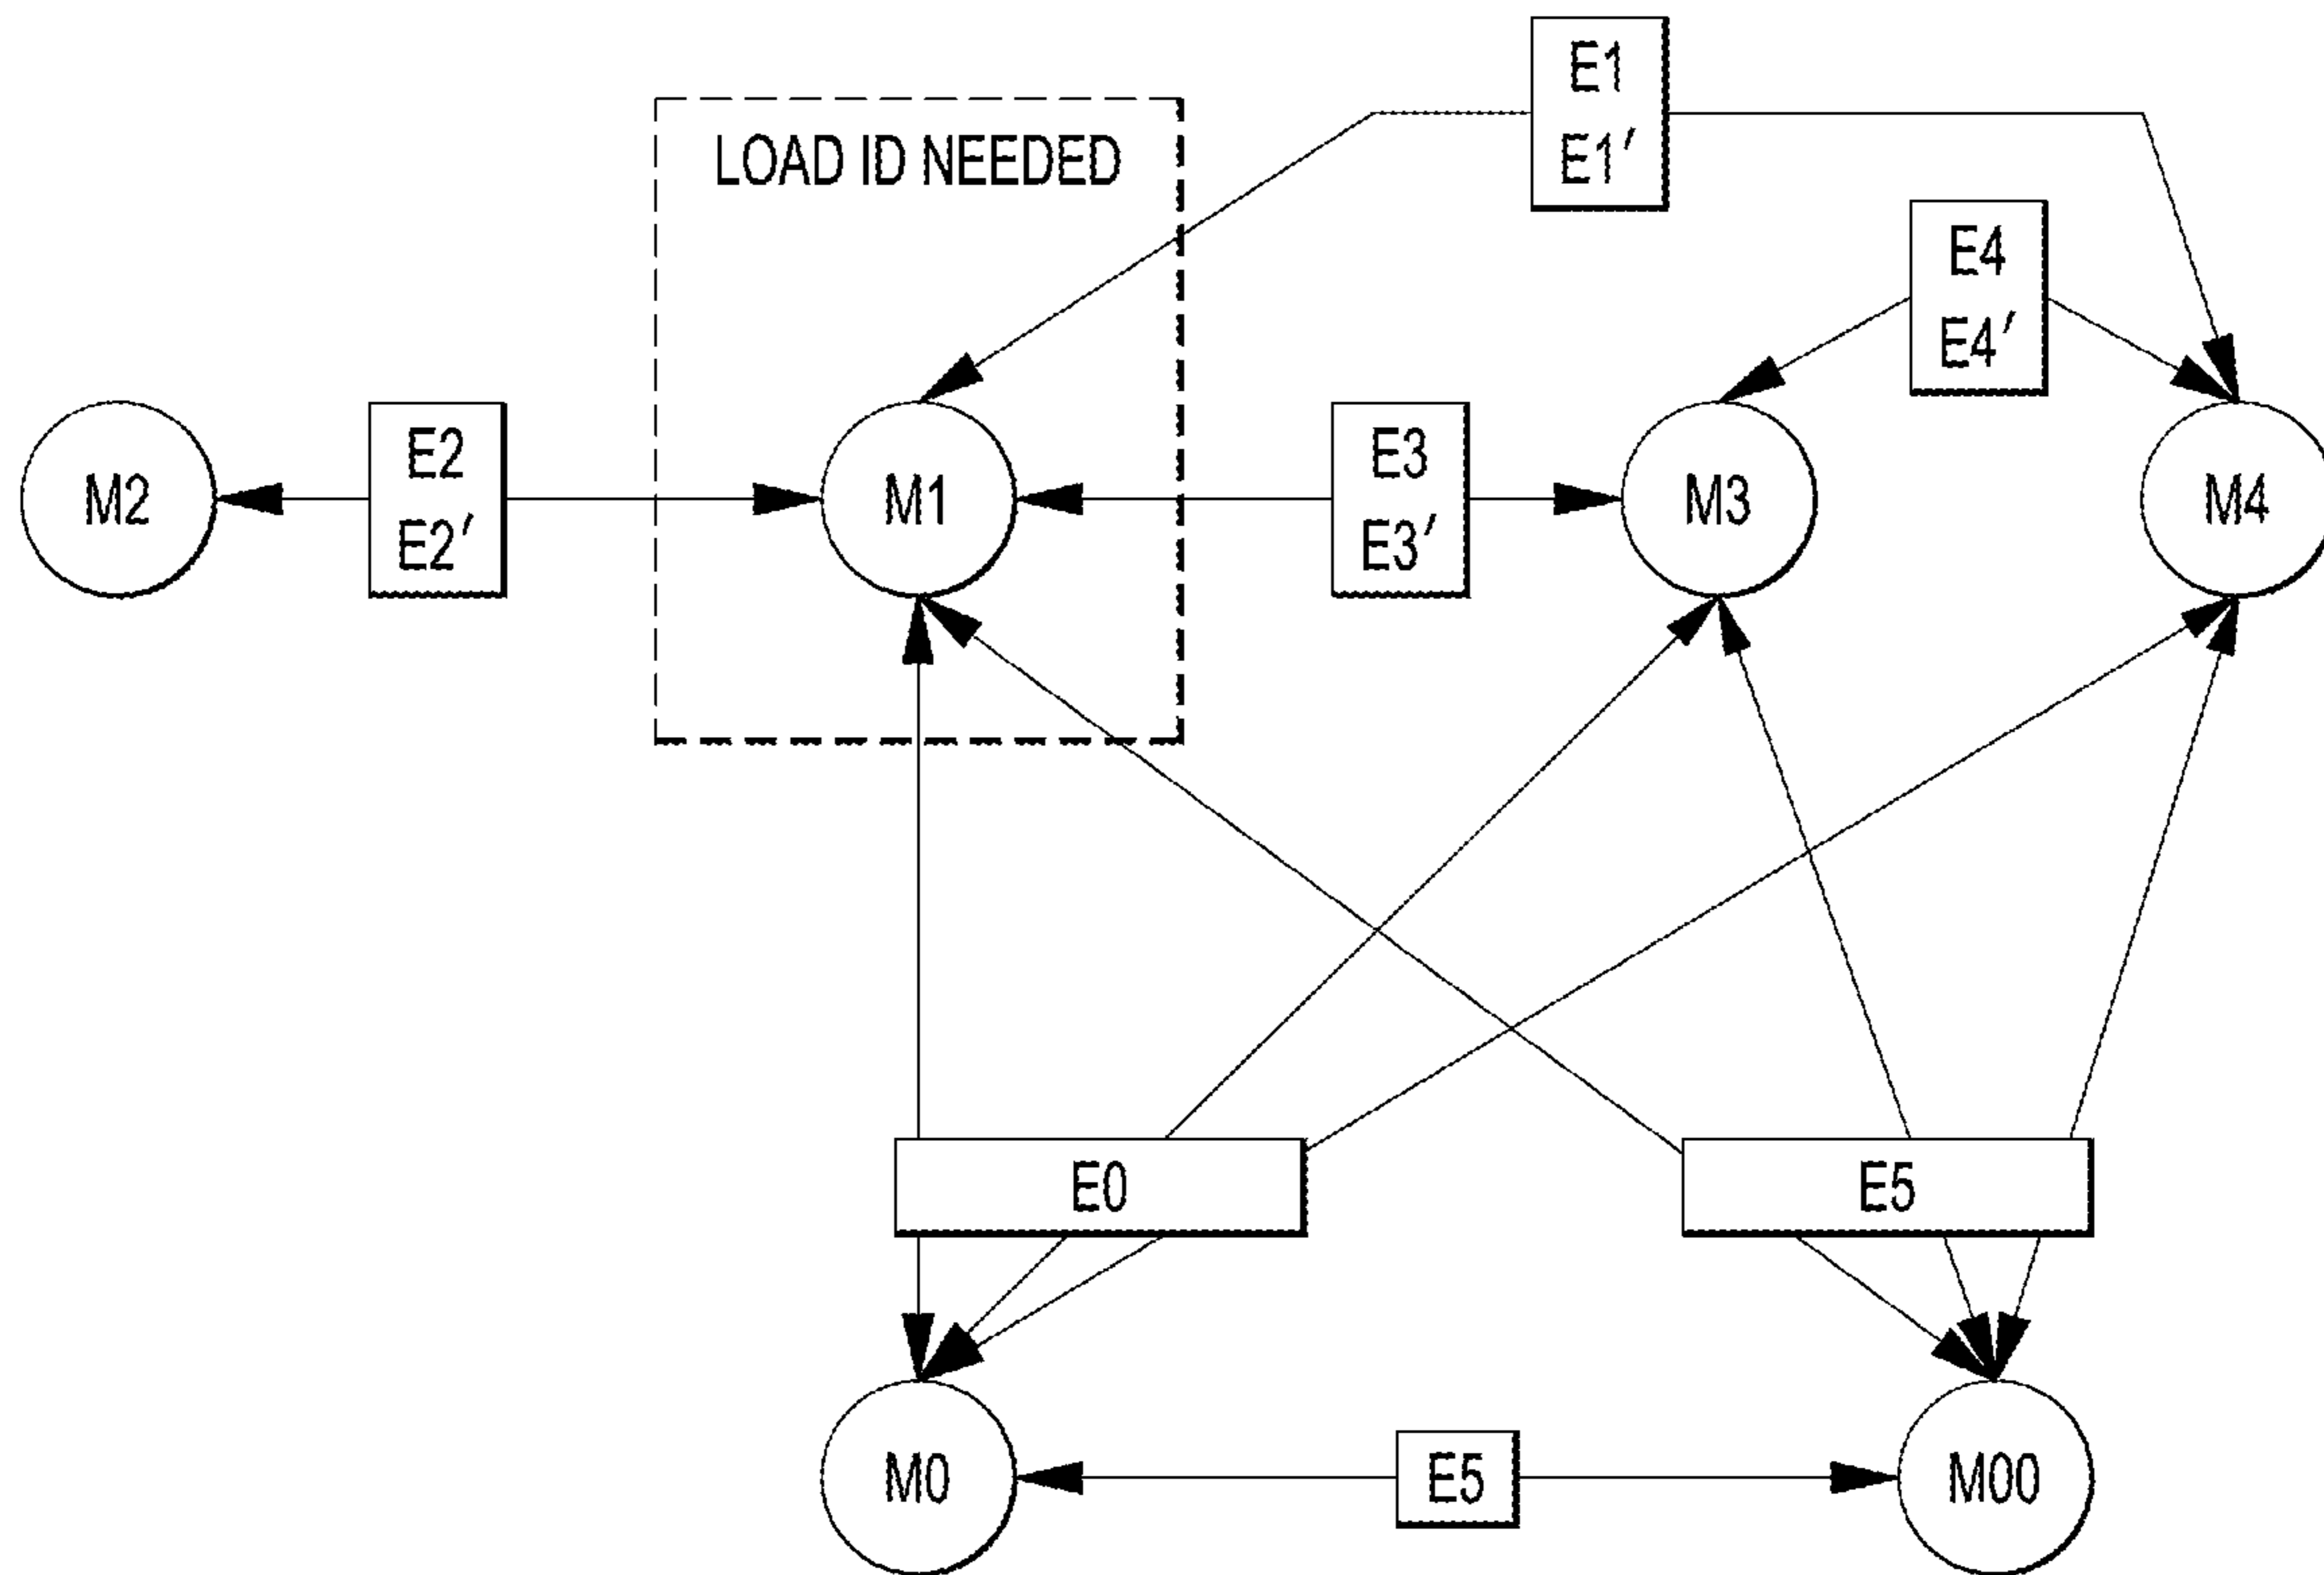 E1
E1′
LOAD ID NEEDED
E4
E4′
M2
E2
E2′
M1
E3
E3′
M3
M4
E0
E5
M0
E5
M00